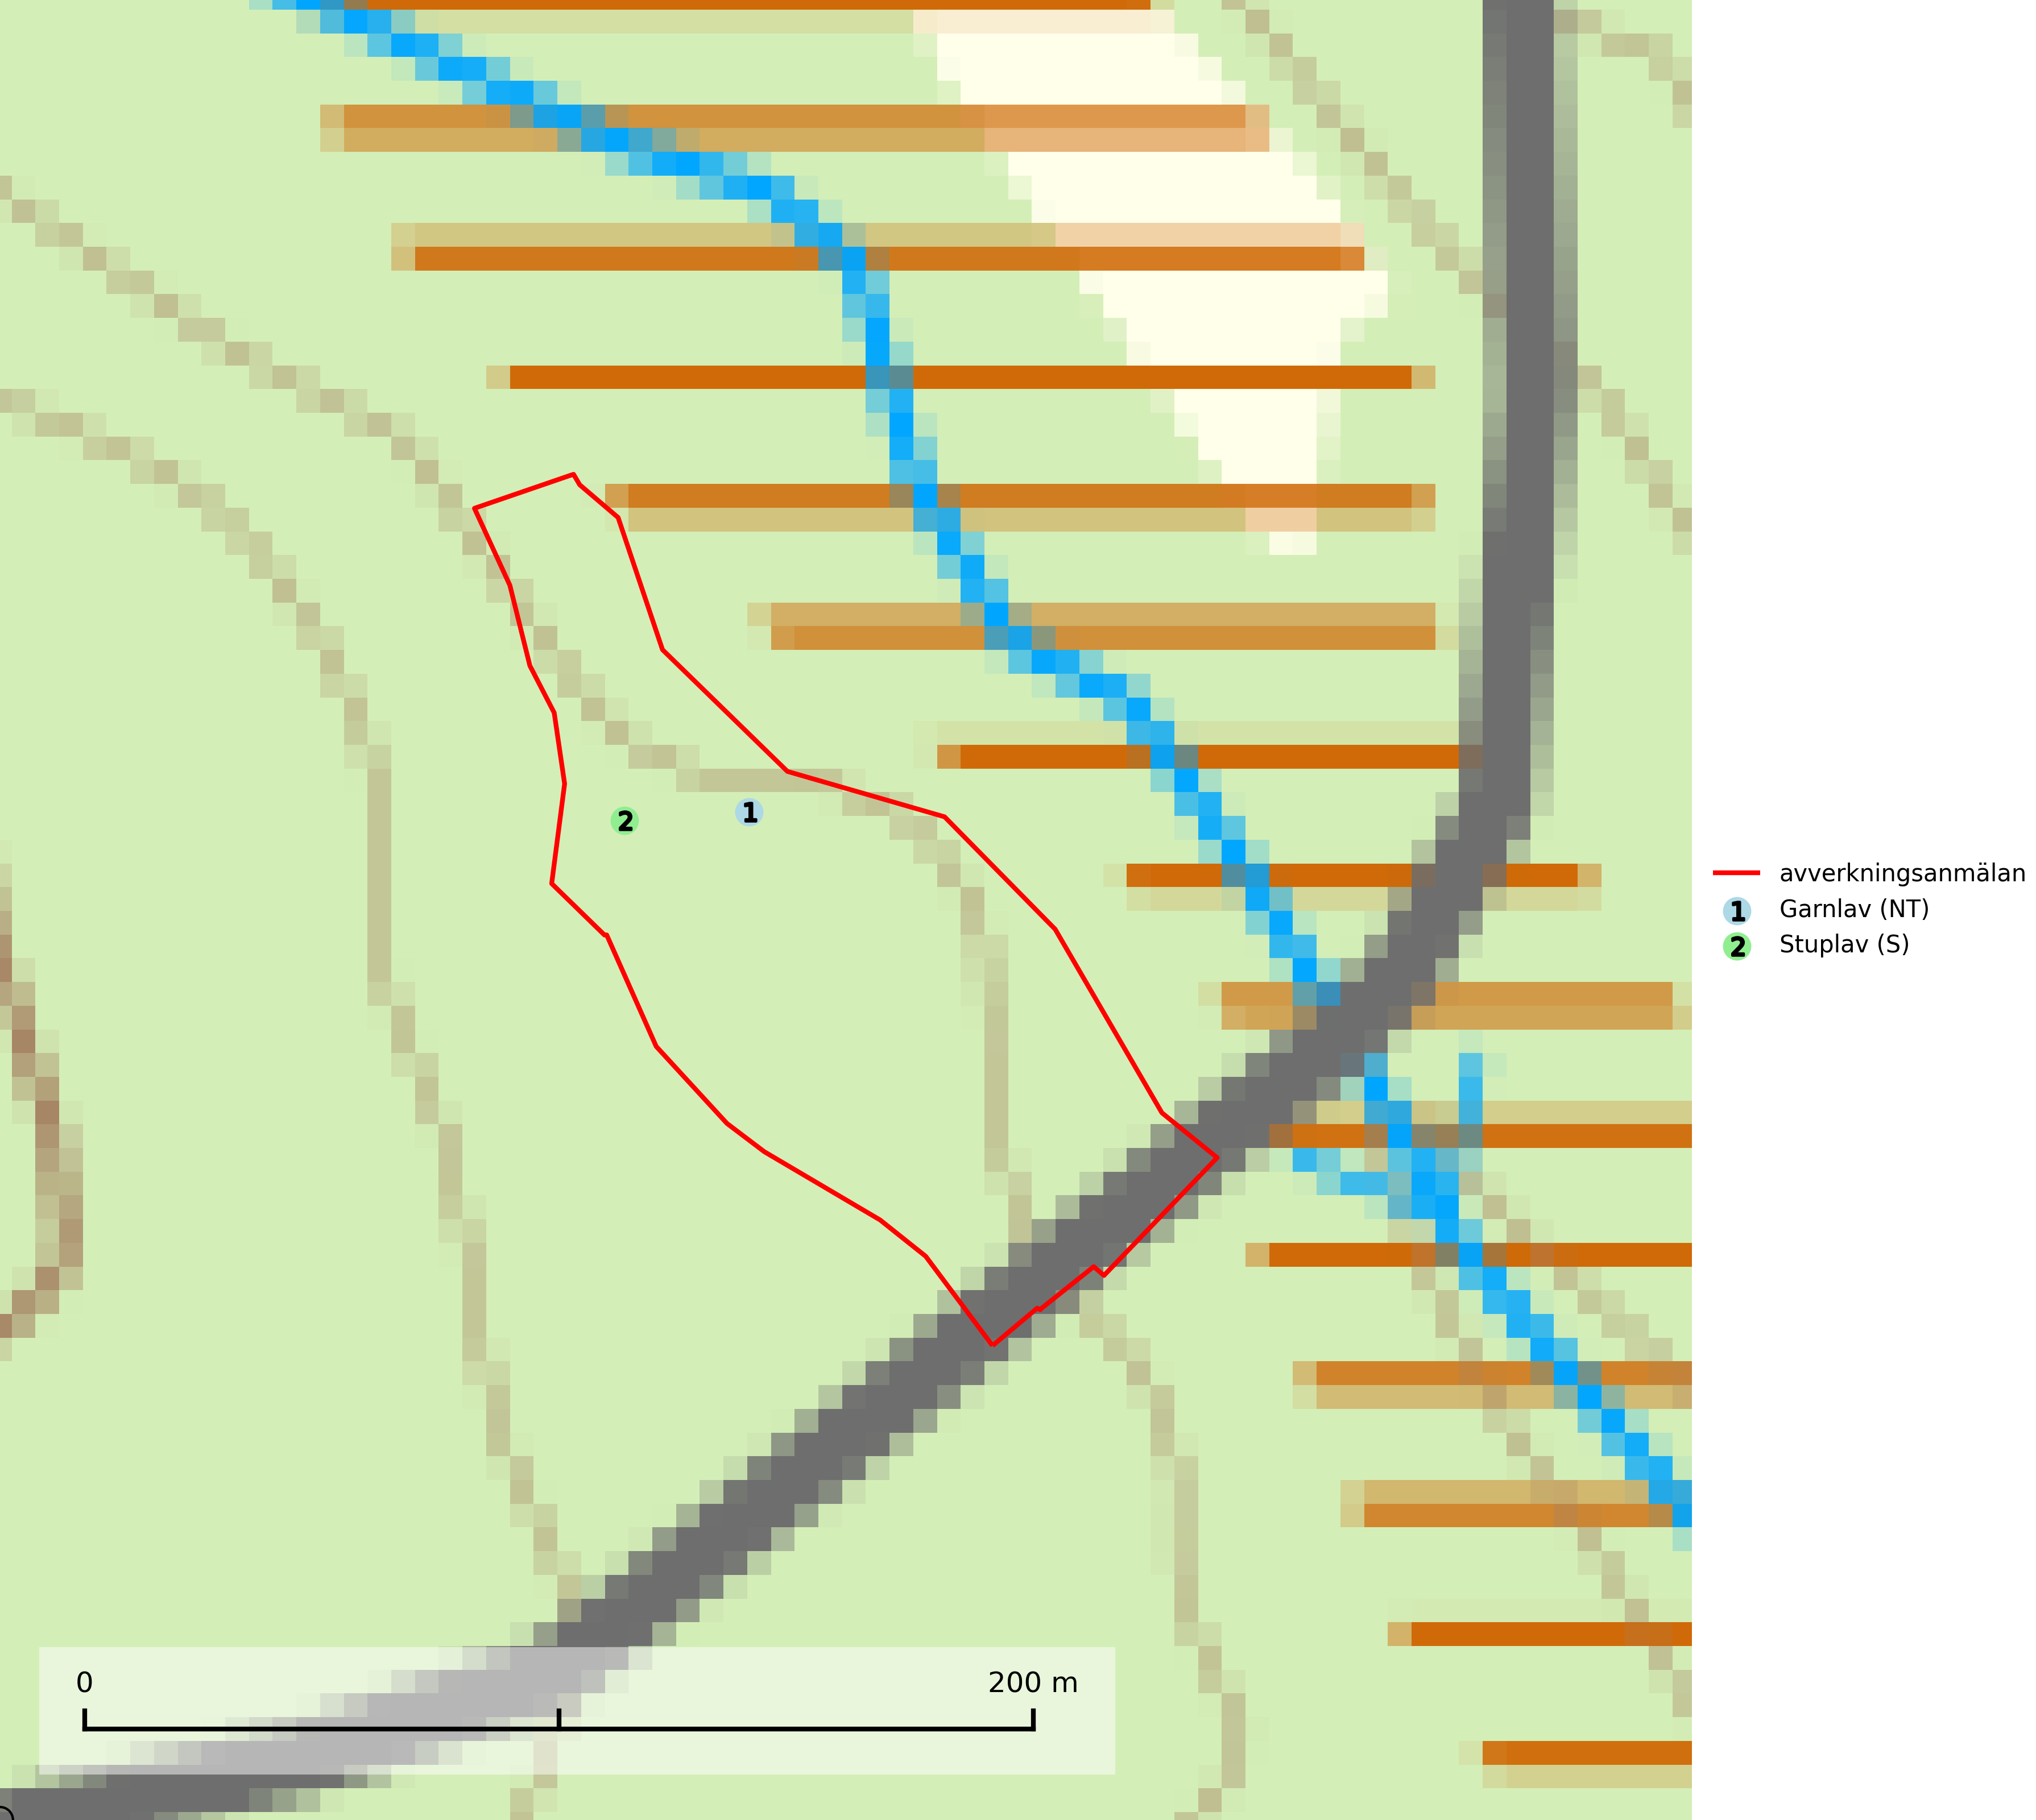 2
1
avverkningsanmälan
1 Garnlav (NT)
2 Stuplav (S)
0 200 m